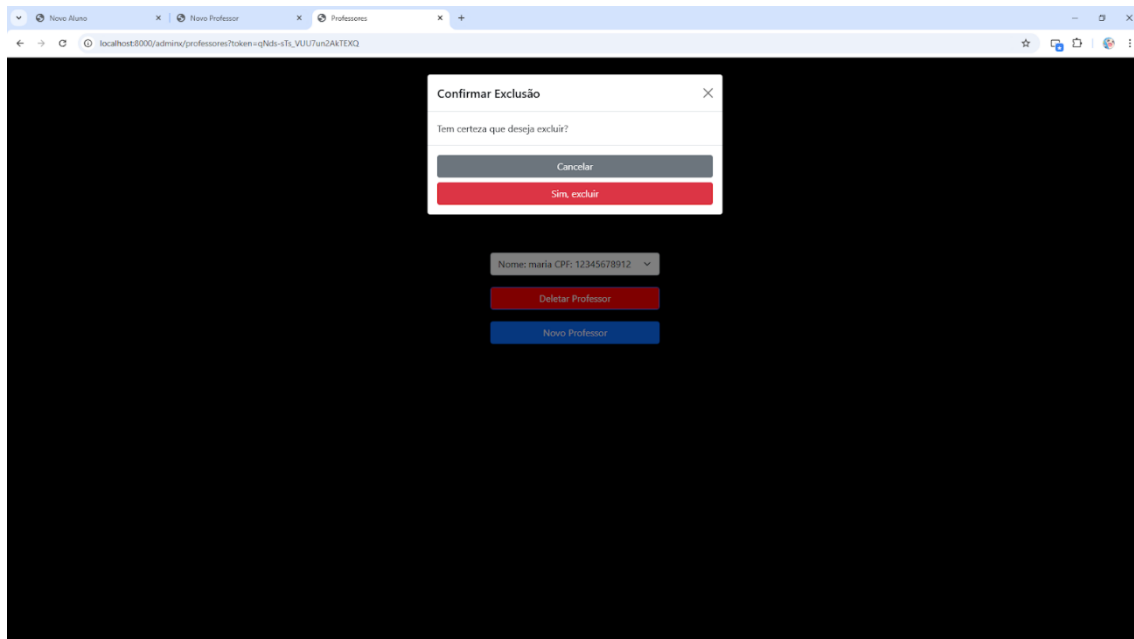 Novo Aluno
Novo Professor
Professores
localhost:8000/adminx/professores?token=qNds-sTs_VUU7un2AkTEXQ
Confirmar Exclusão
Tem certeza que deseja excluir?
Cancelar
Sim, excluir
Nome: maria CPF: 12345678912
Deletar Professor
Novo Professor